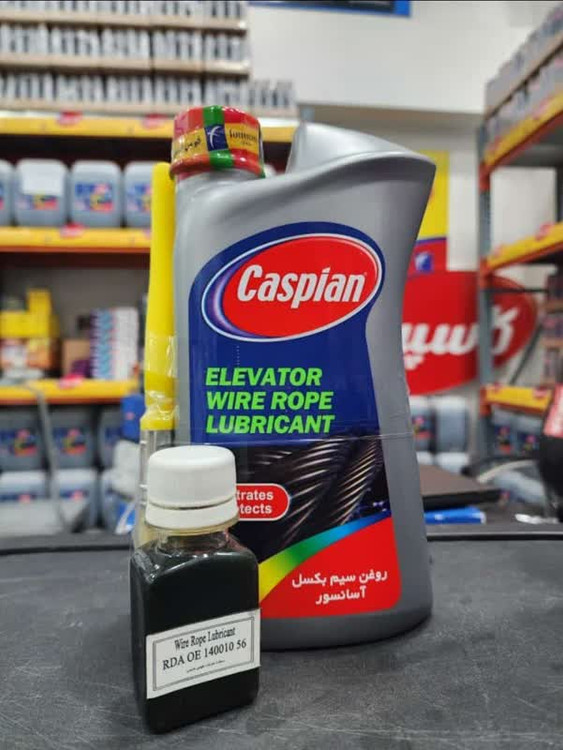 Caspian
ELEVATOR
WIRE ROPE
LUBRICANT
trates
tects
روغن سیم بکسل
آسانسور
Wire Rope Lubricant
RDA OE 140010 56